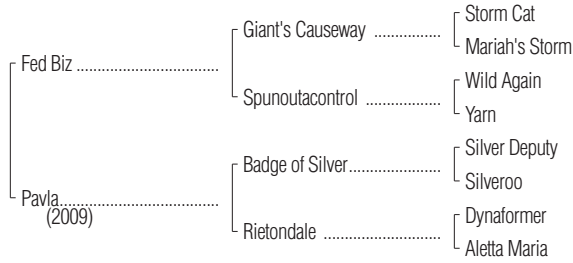 Storm Cat
Giant's Causeway ................
Mariah's Storm
Fed Biz ................................
Wild Again
Spunoutacontrol ...............
Yarn
Silver Deputy
Badge of Silver....................
Silveroo
Pavla....................................
(2009)
Dynaformer
Rietondale ........................
Aletta Maria